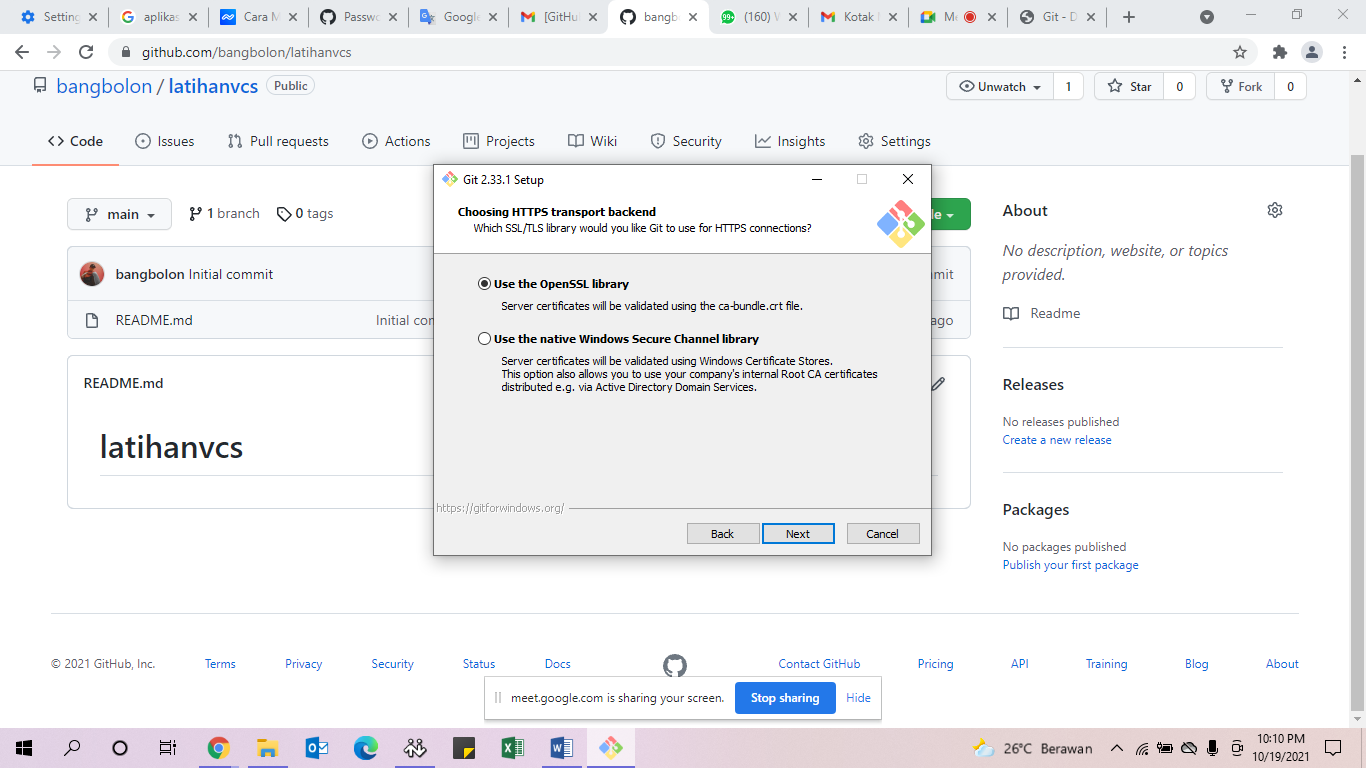 Setting
aplikas
Cara M
Passwo
Google
[GitHub
bangb
(160) W
Kotak
M
Git - D
github.com/bangbolon/latihanvcs
bangbolon / latihanvcs Public
Unwatch 1
Star 0
Fork 0
Code
Issues
Pull requests
Actions
Projects
Wiki
Security
Insights
Settings
main
1 branch
0 tags
bangbolon Initial commit
README.md
Initial con
ago
README.md
latihanvcs
Git 2.33.1 Setup
Choosing HTTPS transport backend
Which SSL/TLS library would you like Git to use for HTTPS connections?
Use the OpenSSL library
Server certificates will be validated using the ca-bundle.crt file.
Use the native Windows Secure Channel library
Server certificates will be validated using Windows Certificate Stores.
This option also allows you to use your company's internal Root CA certificates
distributed e.g. via Active Directory Domain Services.
https://gitforwindows.org/
Back
Next
Cancel
About
No description, website, or topics
provided.
Readme
Releases
No releases published
Create a new release
Packages
No packages published
Publish your first package
© 2021 GitHub, Inc.
Terms
Privacy
Security
Status
Docs
Contact GitHub
Pricing
API
Training
Blog
About
meet.google.com is sharing your screen.
Stop sharing
Hide
26°C Berawan
10:10 PM
10/19/2021